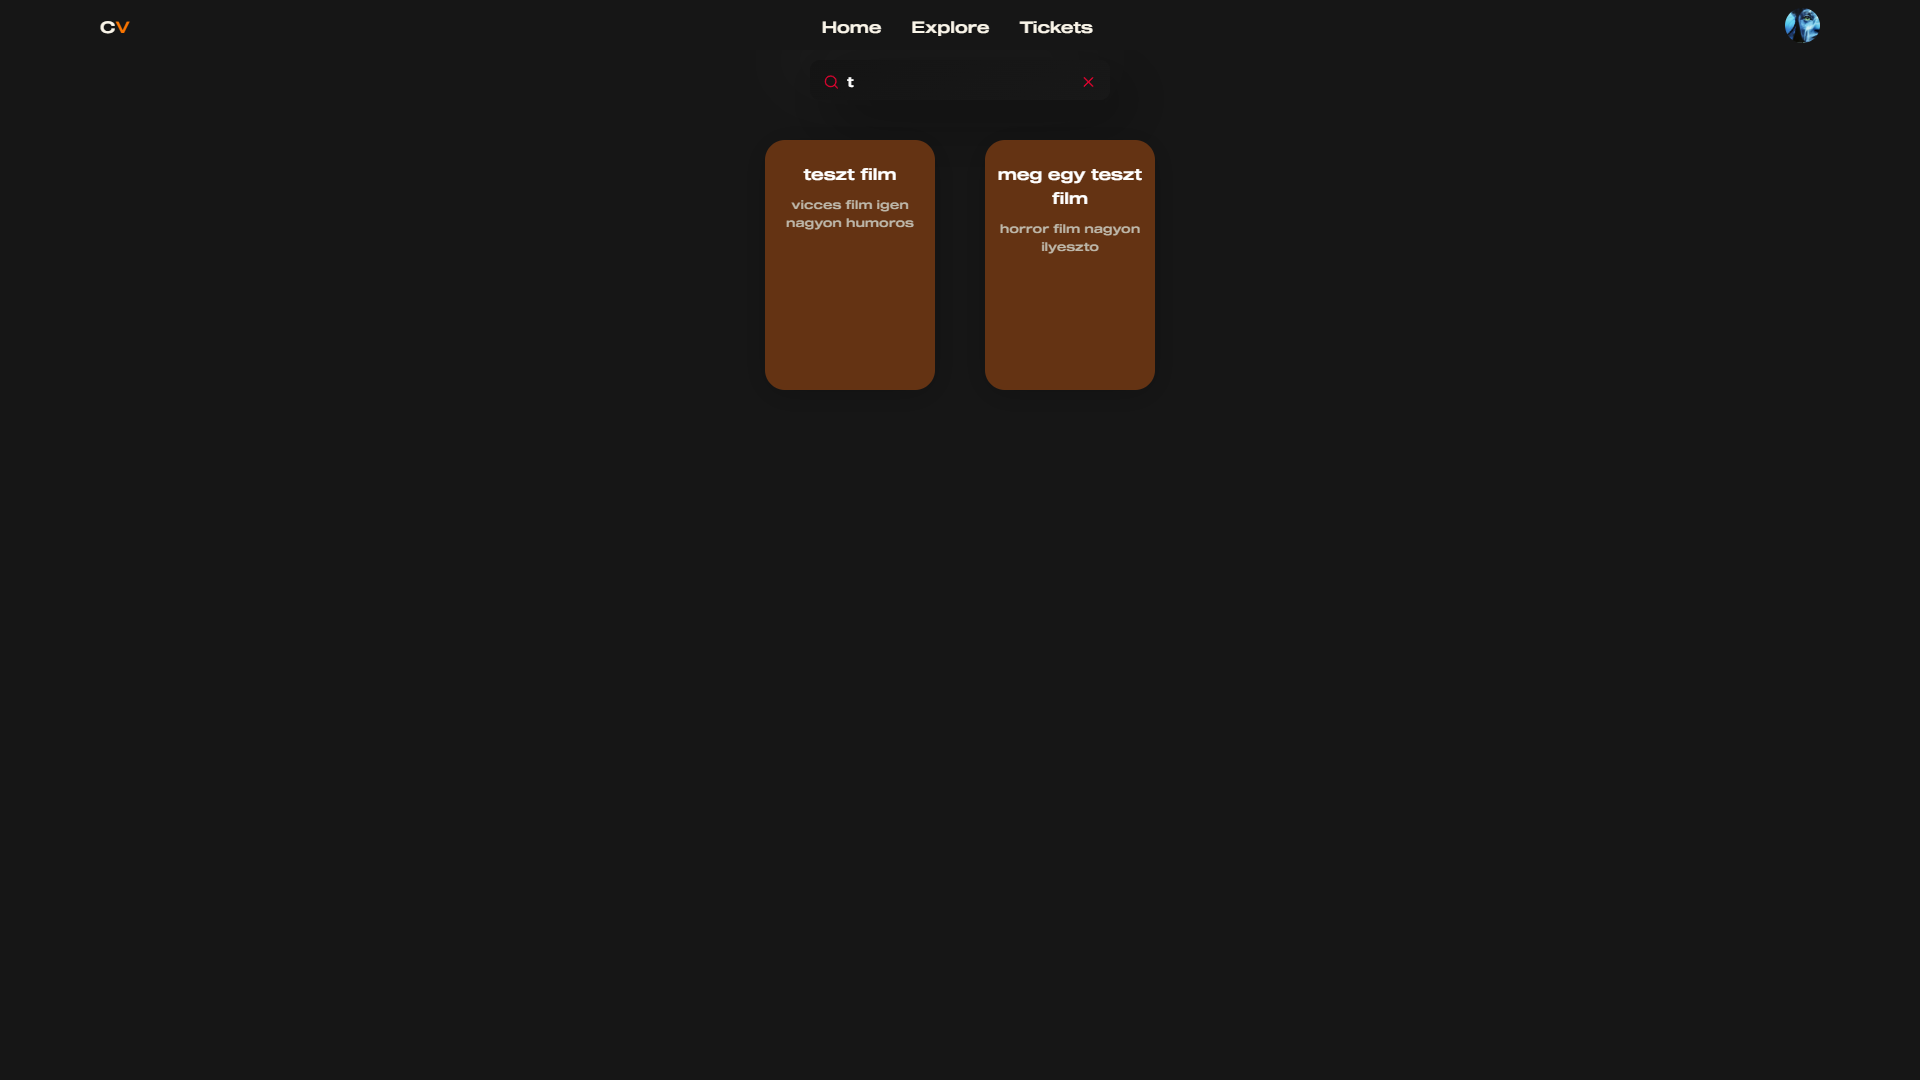 CV
Home Explore Tickets
t
teszt film
vicces film igen
nagyon humoros
meg egy teszt
film
horror film nagyon
ilyeszto